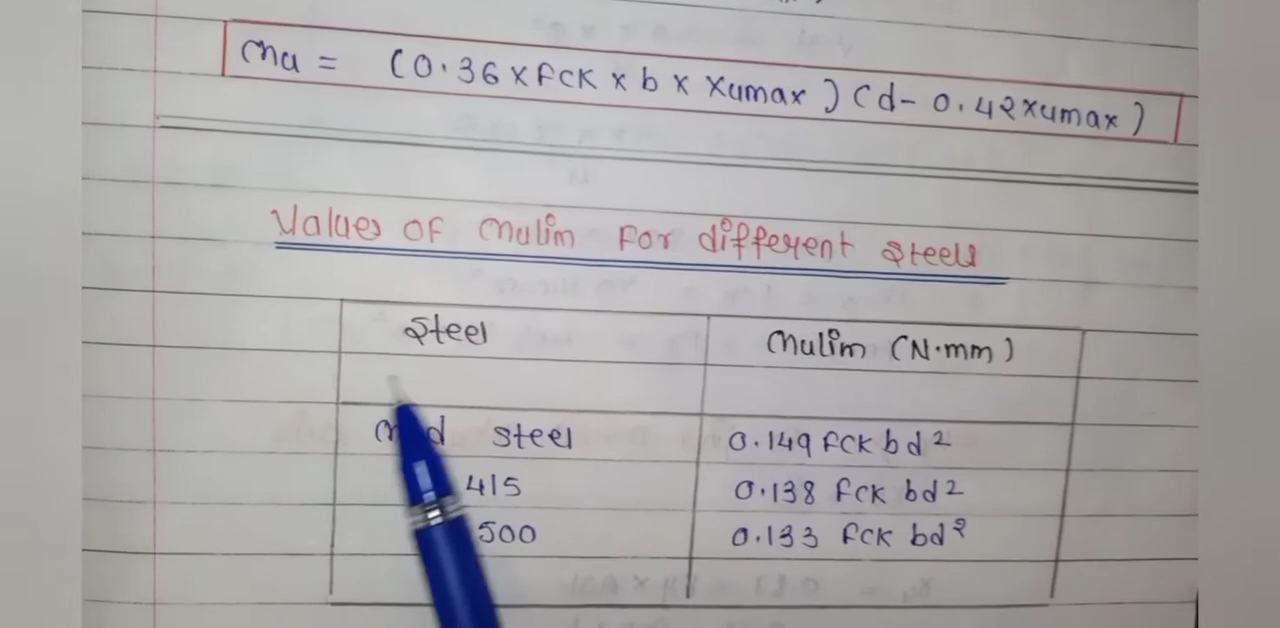 Mu = (0.36 x fck x b x xumax) (d- 0.42xumax)
Values of Mulim for different steels
Steel Mulim (N.mm)
steel 0.149 fck bd²
415 0.138 fck bd²
500 0.133 fck bd²